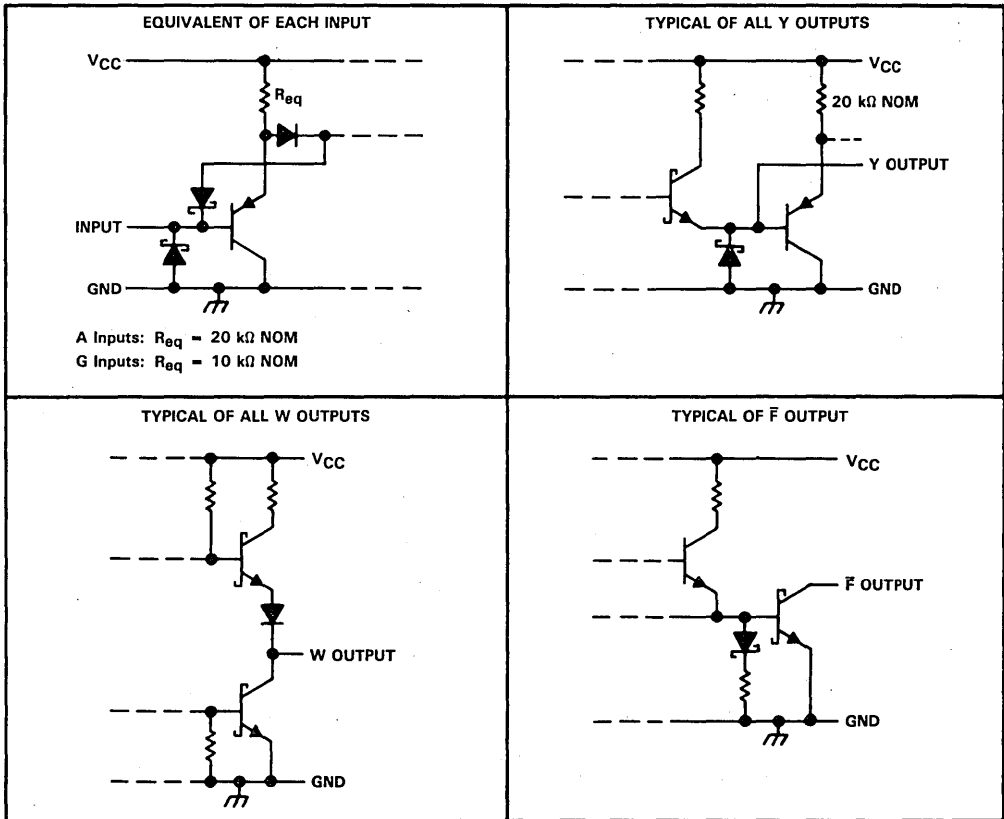 EQUIVALENT OF EACH INPUT
VCC
Req
INPUT
GND
A Inputs: Req = 20 kΩ NOM
G Inputs: Req = 10 kΩ NOM
TYPICAL OF ALL Y OUTPUTS
VCC
20 kΩ NOM
Y OUTPUT
GND
TYPICAL OF ALL W OUTPUTS
VCC
W OUTPUT
GND
TYPICAL OF F̅ OUTPUT
VCC
F̅ OUTPUT
GND